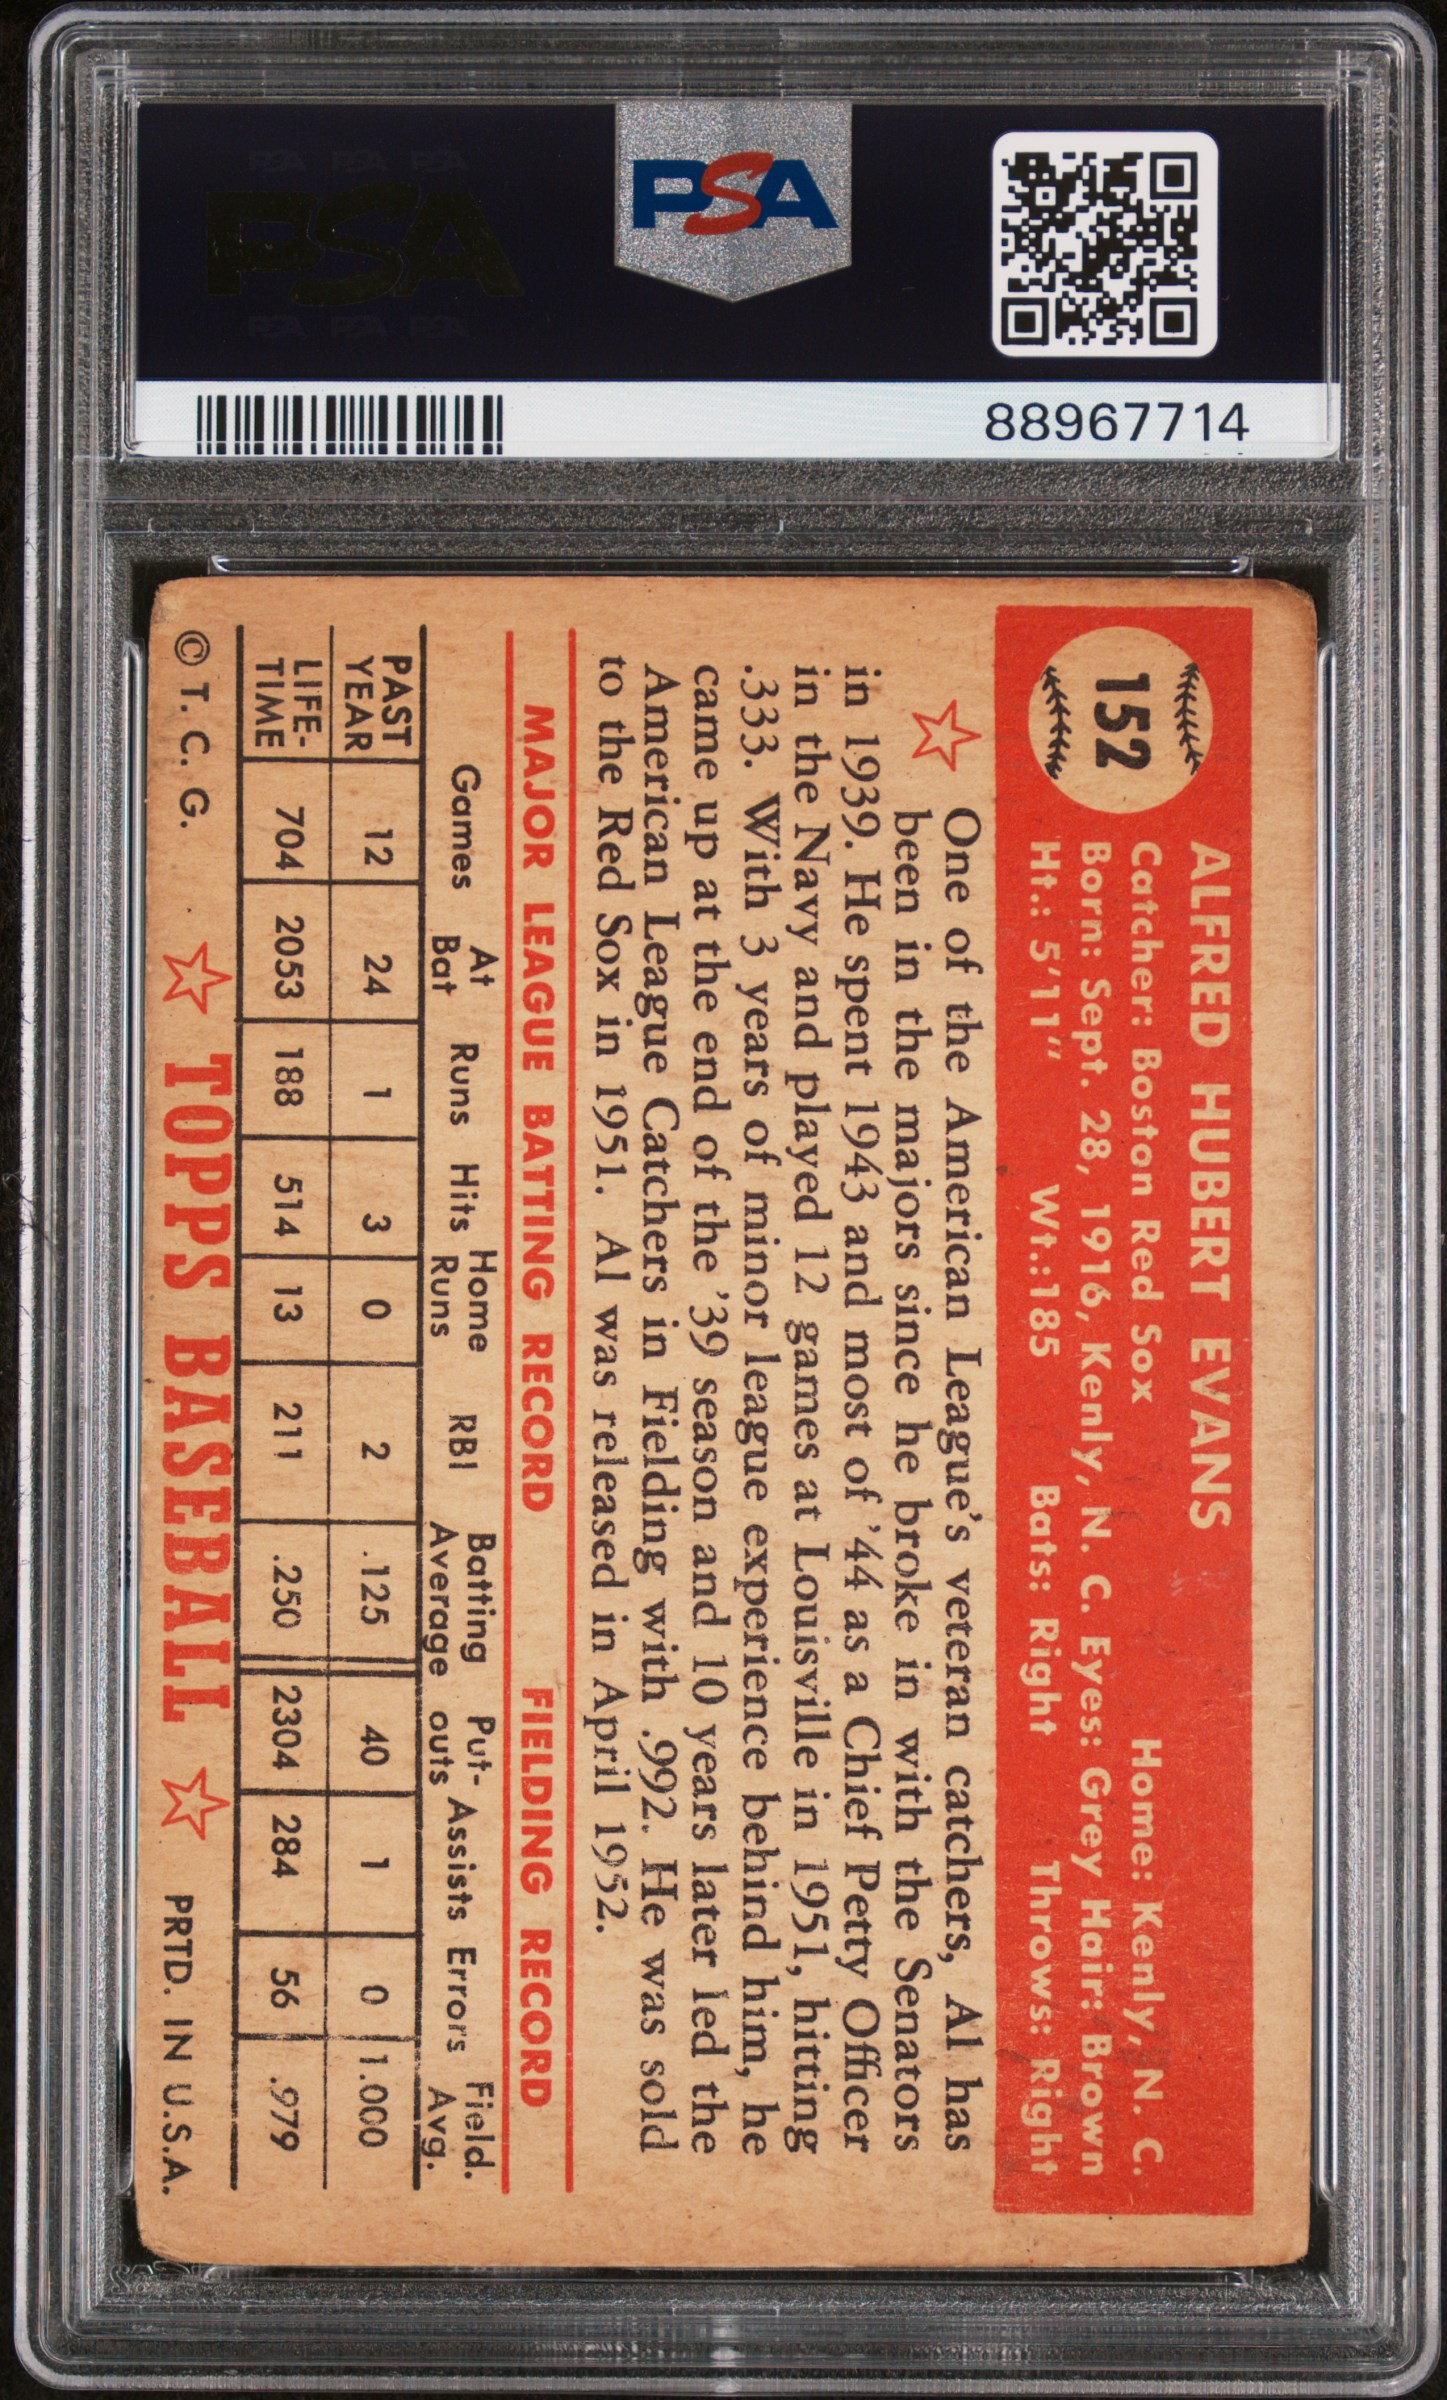 PSA PSA PSA
PSA
PSA PSA PSA
PSA
88967714
152
ALFRED HUBERT EVANS
Catcher: Boston Red Sox Home: Kenly, N. C.
Born: Sept. 28, 1916, Kenly, N. C. Eyes: Grey Hair: Brown
Ht.: 5'11" Wt.:185 Bats: Right Throws: Right
One of the American League's veteran catchers, Al has
been in the majors since he broke in with the Senators
in 1939. He spent 1943 and most of '44 as a Chief Petty Officer
in the Navy and played 12 games at Louisville in 1951, hitting
.333. With 3 years of minor league experience behind him, he
came up at the end of the '39 season and 10 years later led the
American League Catchers in Fielding with .992. He was sold
to the Red Sox in 1951. Al was released in April 1952.
MAJOR LEAGUE BATTING RECORD FIELDING RECORD
Games At Bat Runs Hits Home Runs RBI Batting Average Put-outs Assists Errors Field. Avg.
PAST YEAR 12 24 1 3 0 2 .125 40 1 0 1.000
LIFE-TIME 704 2053 188 514 13 211 .250 2304 284 56 .979
© T. C. G. TOPPS BASEBALL PRTD. IN U.S.A.